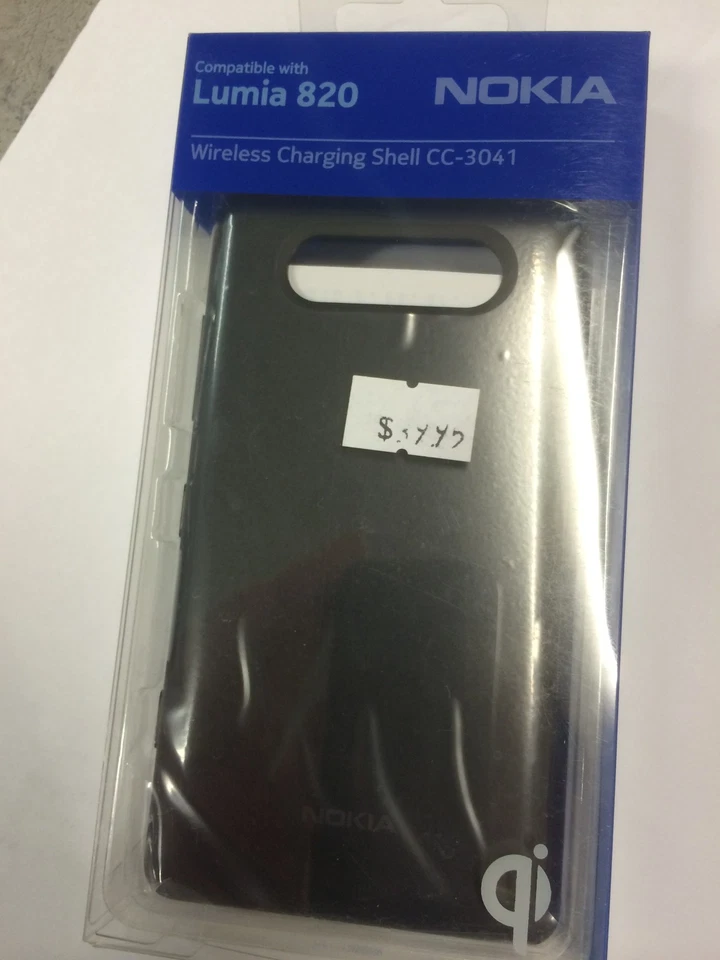 Compatible with
Lumia 820
NOKIA
Wireless Charging Shell CC-3041
NOKIA
qi